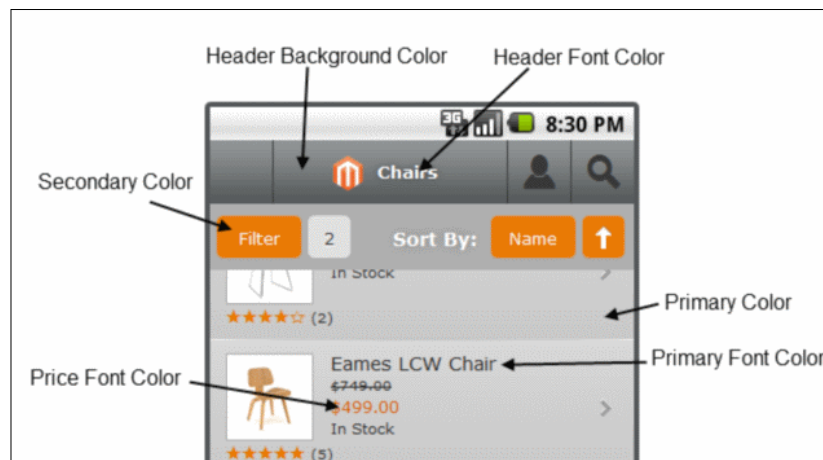 Header Background Color
Header Font Color
3G
8:30 PM
Chairs
Secondary Color
Filter
2
Sort By:
Name
In Stock
(2)
Primary Color
Eames LCW Chair
Primary Font Color
$749.00
Price Font Color
$499.00
In Stock
(5)